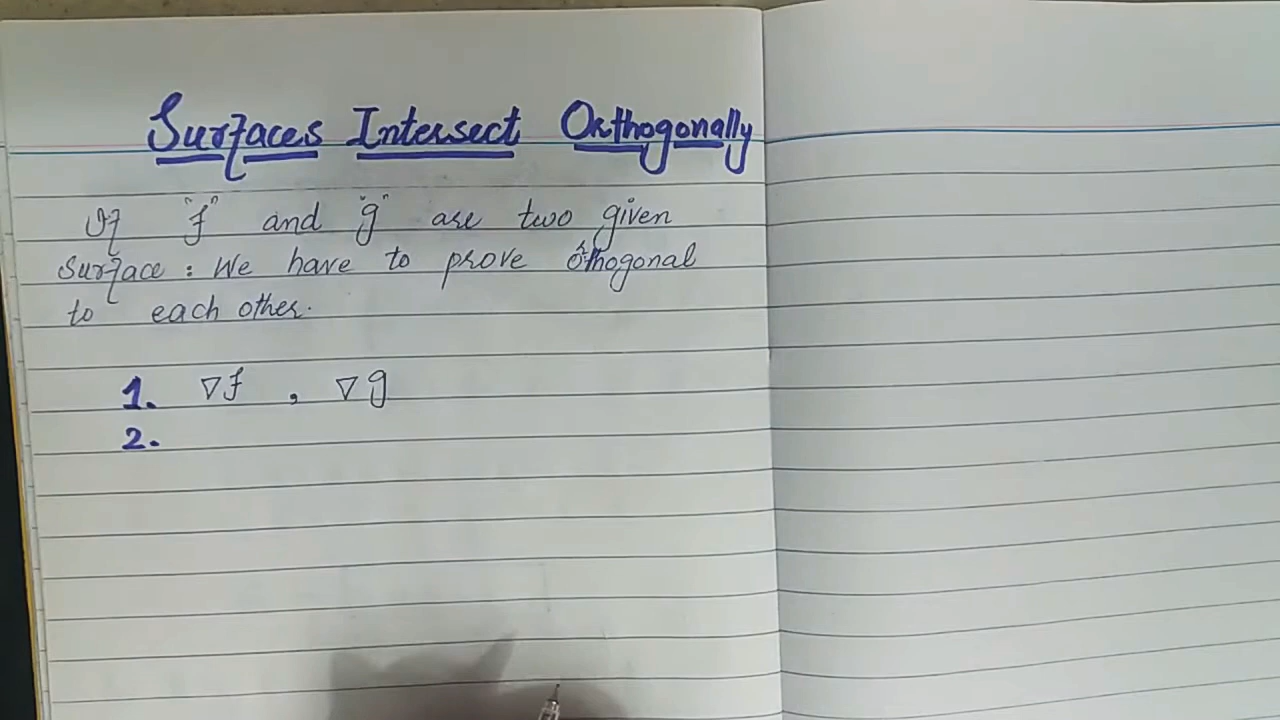 Surfaces Intersect Orthogonally
If "f" and "g" are two given
surface: We have to prove orthogonal
to each other.
1. ∇f , ∇g
2.